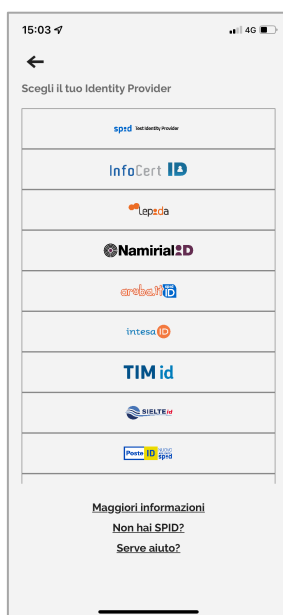 15:03
4G
Scegli il tuo Identity Provider
spid Test Identity Provider
InfoCert ID
Lepida
Namirial ID
aruba.it ID
intesa ID
TIM id
SIELTE id
Poste ID NUOVO spid
Maggiori informazioni
Non hai SPID?
Serve aiuto?